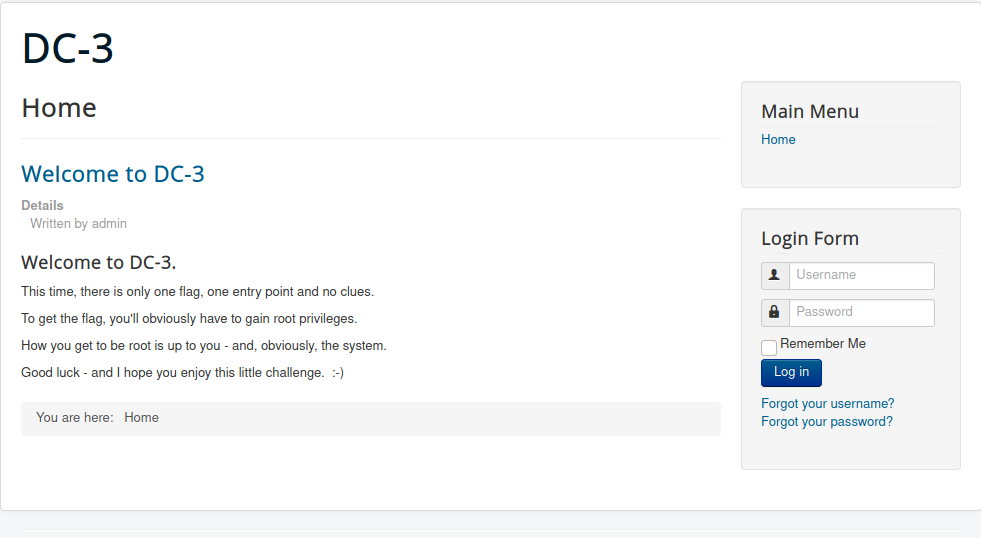 DC-3
Home
Welcome to DC-3
Details
Written by admin
Welcome to DC-3.
This time, there is only one flag, one entry point and no clues.
To get the flag, you'll obviously have to gain root privileges.
How you get to be root is up to you - and, obviously, the system.
Good luck - and I hope you enjoy this little challenge.  :-)
You are here:   Home
Main Menu
Home
Login Form
Username
Password
Remember Me
Log in
Forgot your username?
Forgot your password?